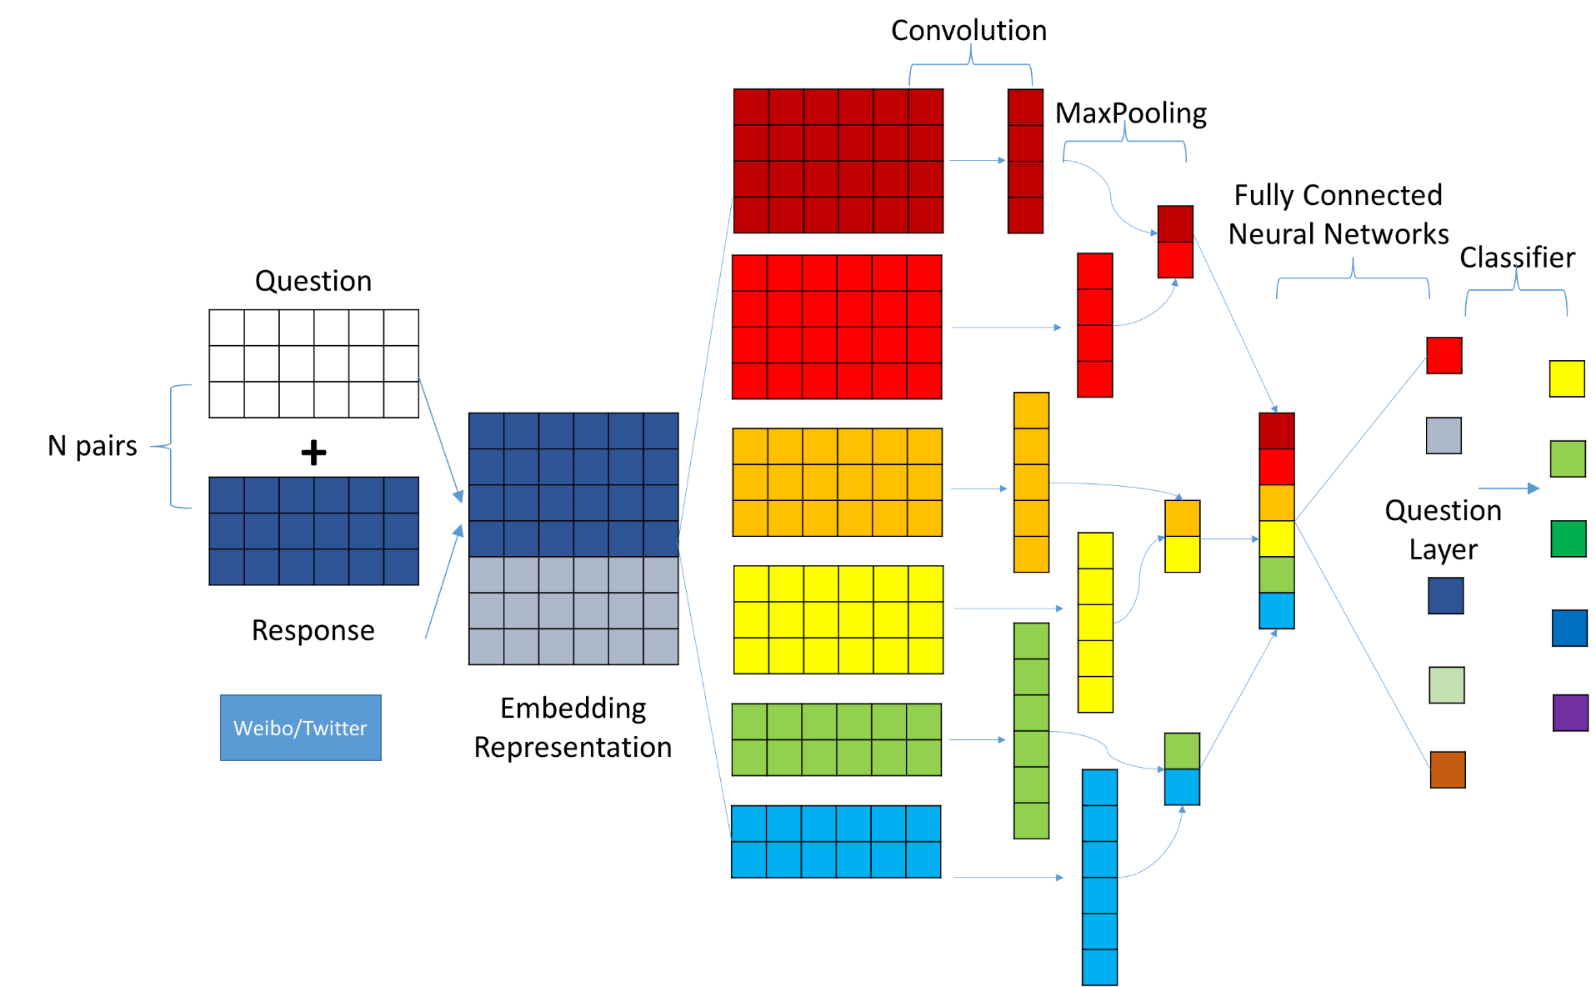 Convolution
MaxPooling
Fully Connected
Neural Networks
Classifier
Question
N pairs
+
Response
Weibo/Twitter
Embedding
Representation
Question
Layer